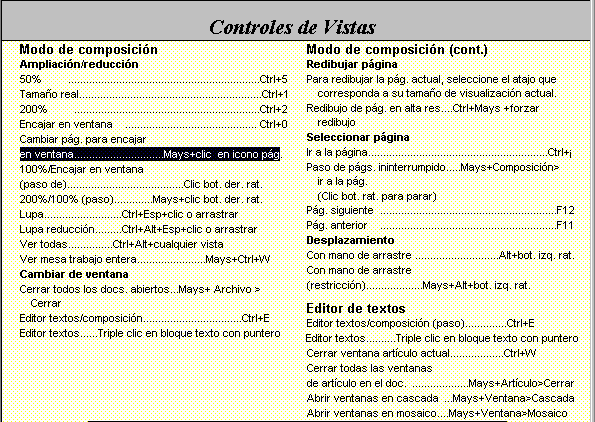 Controles de Vistas
Modo de composición
Ampliación/reducción
50% ......................................................Ctrl+5
Tamaño real.....................................................Ctrl+1
200% .....................................................Ctrl+2
Encajar en ventana .......................................Ctrl+0
Cambiar pág. para encajar
en ventana..........................Mays+clic en icono pág.
100%/Encajar en ventana
(paso de)..................................Clic bot. der. rat.
200%/100% (paso)...............Mays+clic bot. der. rat.
Lupa......................Ctrl+Esp+clic o arrastrar
Lupa reducción.........Ctrl+Alt+Esp+clic o arrastrar
Ver todas.............Ctrl+Alt+cualquier vista
Ver mesa trabajo entera....................Mays+Ctrl+W
Cambiar de ventana
Cerrar todos los docs. abiertos...Mays+ Archivo >
Cerrar
Editor textos/composición.....................................Ctrl+E
Editor textos......Triple clic en bloque texto con puntero
Modo de composición (cont.)
Redibujar página
Para redibujar la pág. actual, seleccione el atajo que
corresponda a su tamaño de visualización actual.
Redibujo de pág. en alta res....Ctrl+Mays +forzar
redibujo
Seleccionar página
Ir a la página.....................................................Ctrl+¡
Paso de págs. ininterrumpido.....Mays+Composición>
ir a la pág.
(Clic bot. rat. para parar)
Pág. siguiente .....................................................F12
Pág. anterior .....................................................F11
Desplazamiento
Con mano de arrastre .........................Alt+bot. izq. rat.
Con mano de arrastre
(restricción).................Mays+Alt+bot. izq. rat.
Editor de textos
Editor textos/composición (paso).............Ctrl+E
Editor textos.........Triple clic en bloque texto con puntero
Cerrar ventana artículo actual..................Ctrl+W
Cerrar todas las ventanas
de artículo en el doc. .................Mays+Artículo>Cerrar
Abrir ventanas en cascada ...Mays+Ventana>Cascada
Abrir ventanas en mosaico....Mays+Ventana>Mosaico